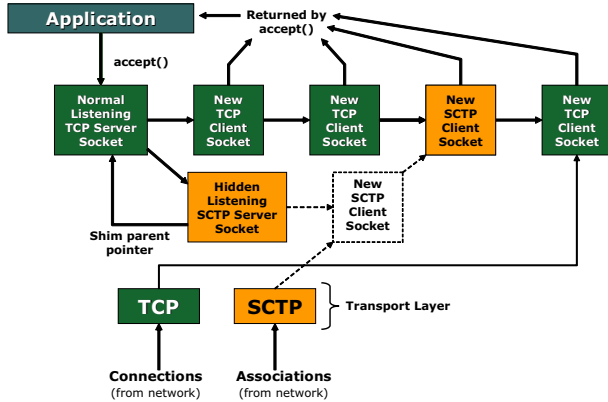 Application
Returned by
accept()
accept()
Normal
Listening
TCP Server
Socket
New
TCP
Client
Socket
New
TCP
Client
Socket
New
SCTP
Client
Socket
New
TCP
Client
Socket
Hidden
Listening
SCTP Server
Socket
New
SCTP
Client
Socket
Shim parent
pointer
TCP
SCTP
Transport Layer
Connections
(from network)
Associations
(from network)